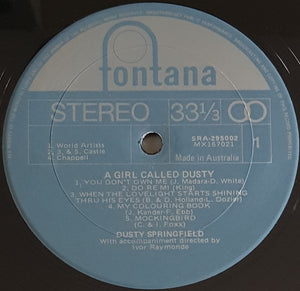 fontana
STEREO 33⅓
SRA-295002
MX167021
1. World Artists
2, 3, & 5. Castle
4. Chappell
Made in Australia
1
A GIRL CALLED DUSTY
1. YOU DON'T OWN ME (J. Madara-D. White)
2. DO RE MI (King)
3. WHEN THE LOVELIGHT STARTS SHINING
THRU HIS EYES (B. & D. Holland-L. Dozier)
4. MY COLOURING BOOK
(J. Kander-F. Ebb)
5. MOCKINGBIRD
(C. & I. Foxx)
DUSTY SPRINGFIELD
With accompaniment directed by
Ivor Raymonde